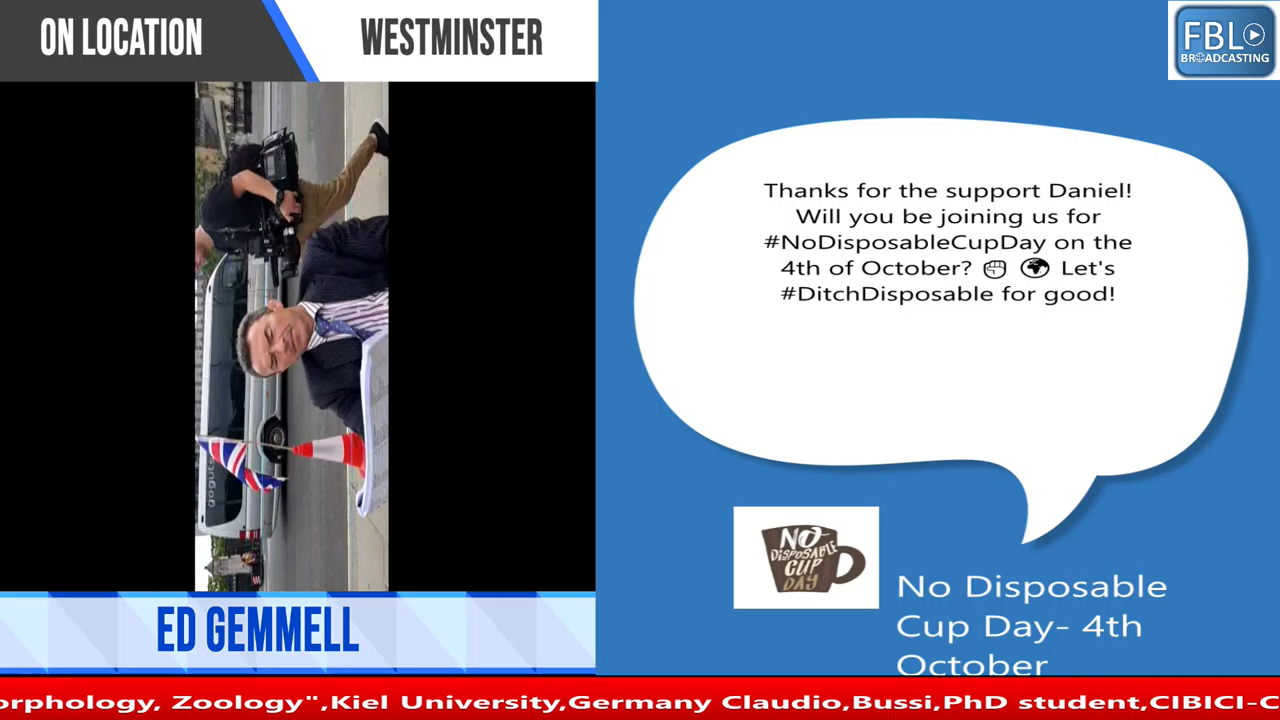 ON LOCATION
WESTMINSTER
FBL
BROADCASTING
Thanks for the support Daniel!
Will you be joining us for
#NoDisposableCupDay on the
4th of October? ✊ 🌍 Let's
#DitchDisposable for good!
goguts
NO
DISPOSABLE
CUP
DAY
No Disposable
Cup Day- 4th
October
ED GEMMELL
orphology, Zoology",Kiel University,Germany Claudio,Bussi,PhD student,CIBICI-C